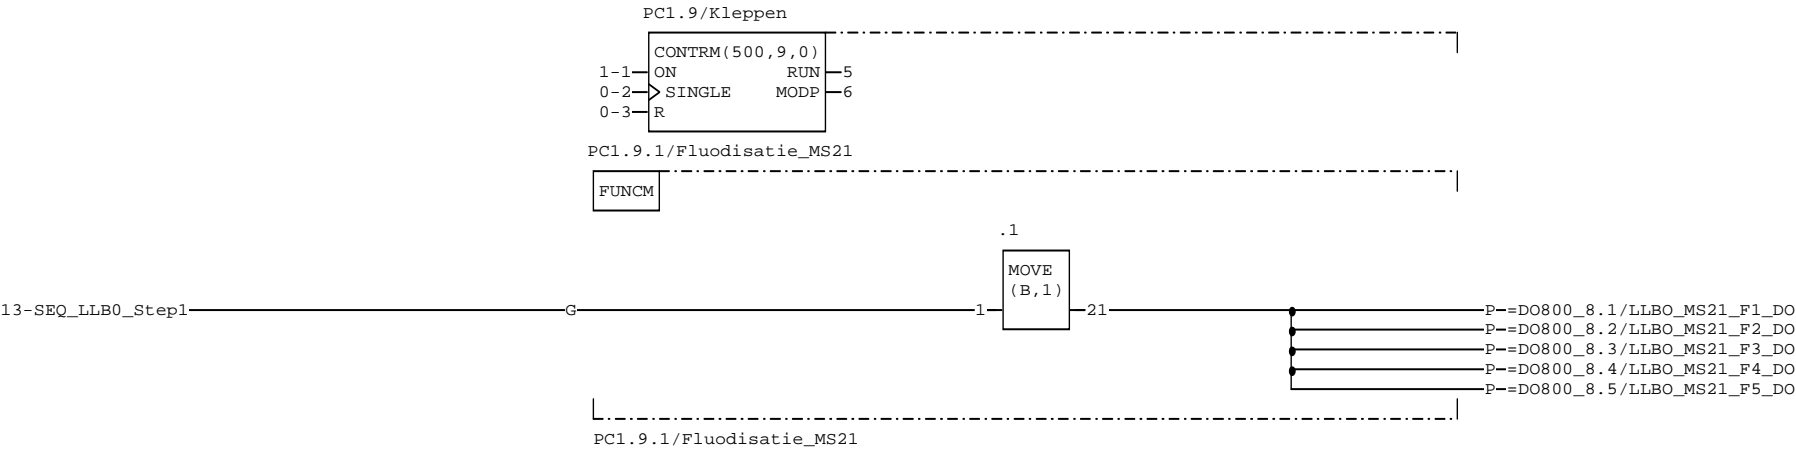 PC1.9/Kleppen
CONTRM(500,9,0)
1-1 ON RUN 5
0-2 SINGLE MODP 6
0-3 R
PC1.9.1/Fluodisatie_MS21
FUNCM
.1
MOVE
(B,1)
13-SEQ_LLB0_Step1 G 1 21 P-=DO800_8.1/LLBO_MS21_F1_DO
P-=DO800_8.2/LLBO_MS21_F2_DO
P-=DO800_8.3/LLBO_MS21_F3_DO
P-=DO800_8.4/LLBO_MS21_F4_DO
P-=DO800_8.5/LLBO_MS21_F5_DO
PC1.9.1/Fluodisatie_MS21